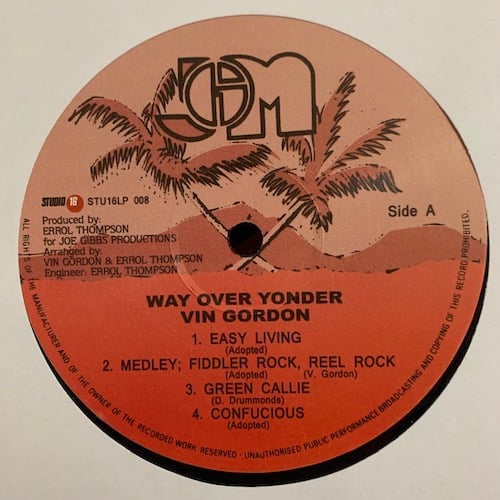 JGM
STUDIO 16 STU16LP 008
Side A
Produced by:
ERROL THOMPSON
for JOE GIBBS PRODUCTIONS
Arrahged by:
VIN GORDON & ERROL THOMPSON
Engineer: ERROL THOMPSON
WAY OVER YONDER
VIN GORDON
1. EASY LIVING
(Adopted)
2. MEDLEY; FIDDLER ROCK, REEL ROCK
(Adopted) (V. Gordon)
3. GREEN CALLIE
(D. Drummonds)
4. CONFUCIOUS
(Adopted)
ALL RIGHTS OF THE MANUFACTURER AND OF THE OWNER OF THE RECORDED WORK RESERVED · UNAUTHORISED PUBLIC PERFORMANCE BROADCASTING AND COPYING OF THIS RECORD PROHIBITED.